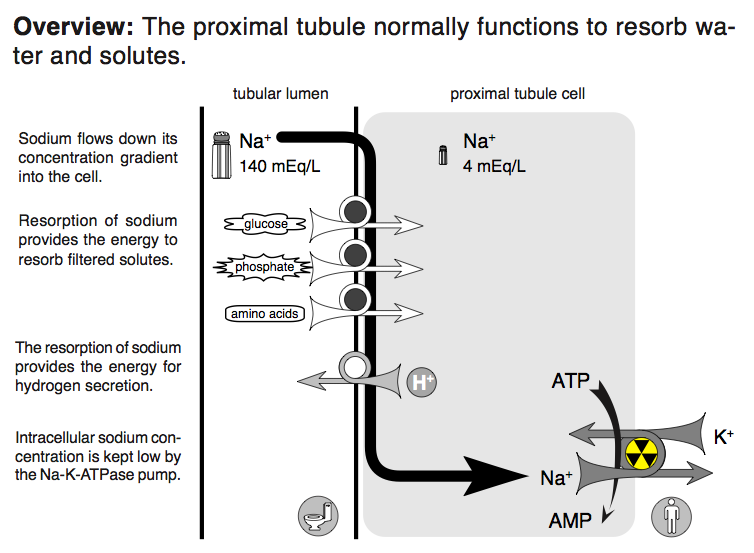 Overview: The proximal tubule normally functions to resorb wa-
ter and solutes.
tubular lumen
proximal tubule cell
Sodium flows down its
concentration gradient
into the cell.
Na⁺
140 mEq/L
Na⁺
4 mEq/L
Resorption of sodium
provides the energy to
resorb filtered solutes.
glucose
phosphate
amino acids
The resorption of sodium
provides the energy for
hydrogen secretion.
H⁺
ATP
Intracellular sodium con-
centration is kept low by
the Na-K-ATPase pump.
K⁺
Na⁺
AMP